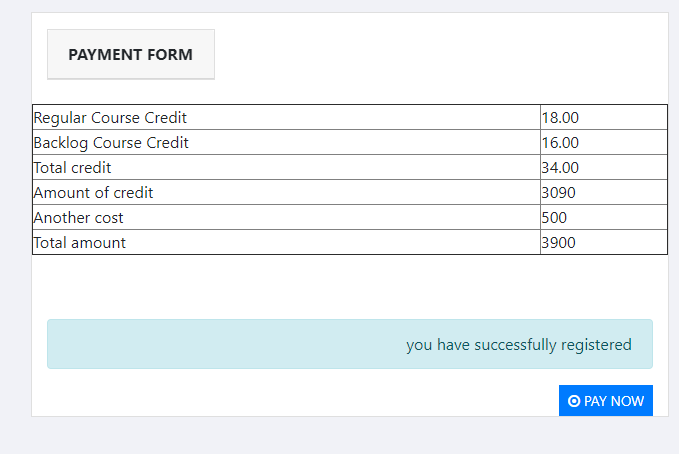 PAYMENT FORM
Regular Course Credit 18.00
Backlog Course Credit 16.00
Total credit 34.00
Amount of credit 3090
Another cost 500
Total amount 3900
you have successfully registered
PAY NOW